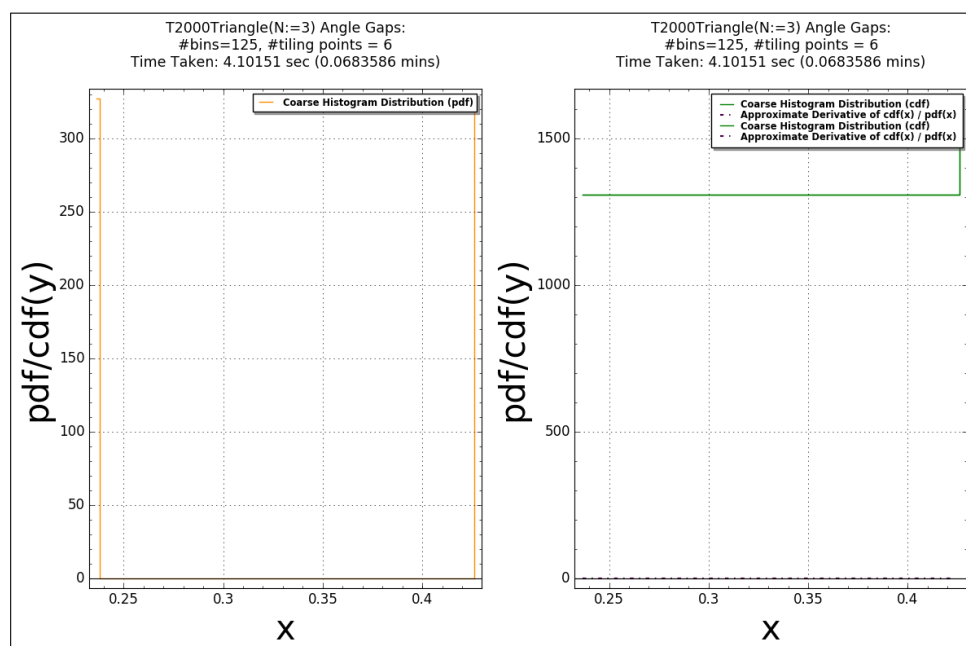 T2000Triangle(N:=3) Angle Gaps:
#bins=125, #tiling points = 6
Time Taken: 4.10151 sec (0.0683586 mins)
Coarse Histogram Distribution (pdf)
300
250
200
150
100
50
0
pdf/cdf(y)
0.25
0.3
0.35
0.4
x
T2000Triangle(N:=3) Angle Gaps:
#bins=125, #tiling points = 6
Time Taken: 4.10151 sec (0.0683586 mins)
Coarse Histogram Distribution (cdf)
Approximate Derivative of cdf(x) / pdf(x)
Coarse Histogram Distribution (cdf)
Approximate Derivative of cdf(x) / pdf(x)
1500
1000
500
0
pdf/cdf(y)
0.25
0.3
0.35
0.4
x